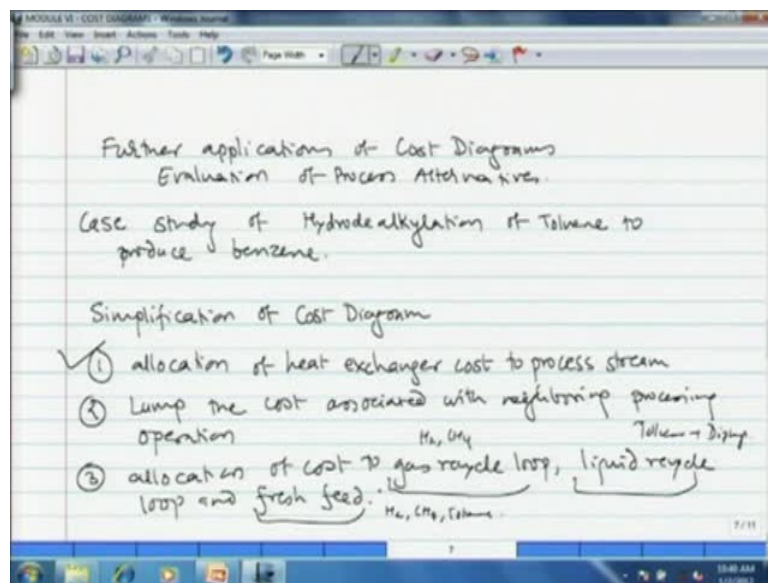 MODULE VI - COST DIAGRAMS - Windows Journal
File Edit View Insert Actions Tools Help
Page Width
Further applications of Cost Diagrams
Evaluation of Process Alternatives.
Case study of Hydrodealkylation of Toluene to
produce benzene.
Simplification of Cost Diagram
① allocation of heat exchanger cost to process stream
② Lump the cost associated with neighboring processing
operation
H₂, CH₄ Toluene + Diphy
③ allocation of cost to gas recycle loop, liquid recycle
loop and fresh feed.
H₂, CH₄, Toluene.
7/11
7
10:40 AM